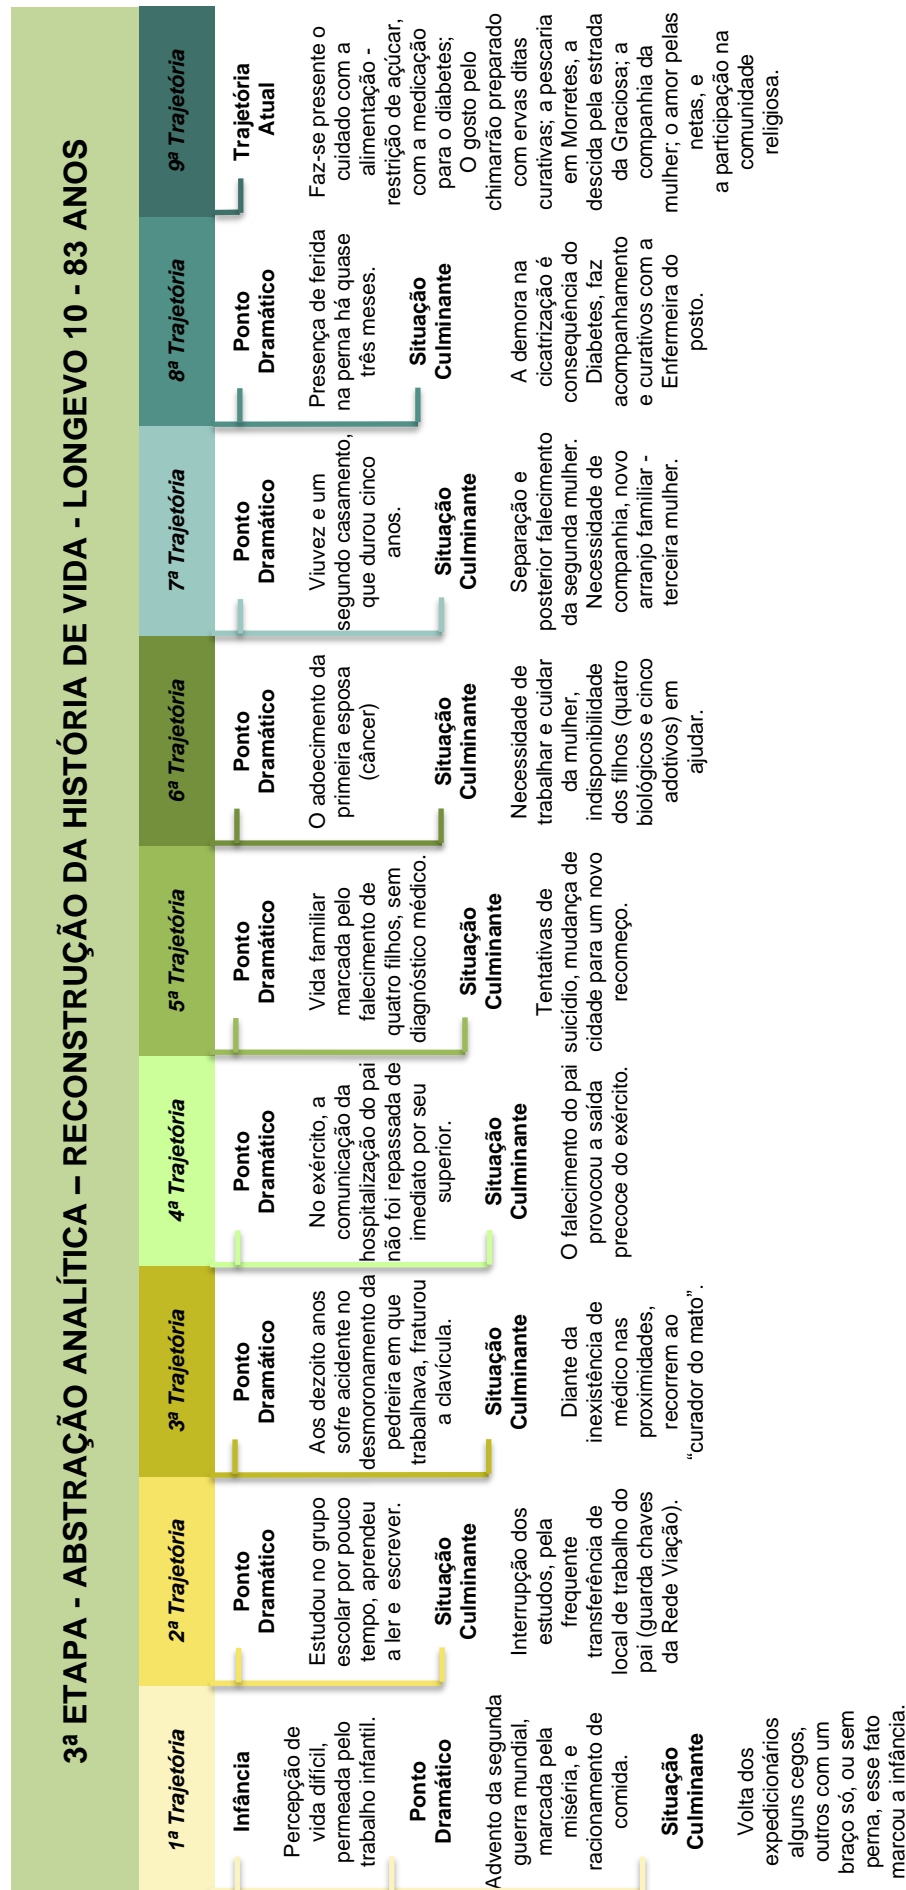 3ª ETAPA - ABSTRAÇÃO ANALÍTICA – RECONSTRUÇÃO DA HISTÓRIA DE VIDA - LONGEVO 10 - 83 ANOS
1ª Trajetória
Infância
Percepção de
vida difícil,
permeada pelo
trabalho infantil.
Ponto
Dramático
Advento da segunda
guerra mundial,
marcada pela
miséria, e
racionamento de
comida.
Situação
Culminante
Volta dos
expedicionários
alguns cegos,
outros com um
braço só, ou sem
perna, esse fato
marcou a infância.
2ª Trajetória
Ponto
Dramático
Estudou no grupo
escolar por pouco
tempo, aprendeu
a ler e escrever.
Situação
Culminante
Interrupção dos
estudos, pela
frequente
transferência de
local de trabalho do
pai (guarda chaves
da Rede Viação).
3ª Trajetória
Ponto
Dramático
Aos dezoito anos
sofre acidente no
desmoronamento da
pedreira em que
trabalhava, fraturou
a clavícula.
Situação
Culminante
Diante da
inexistência de
médico nas
proximidades,
recorrem ao
“curador do mato”.
4ª Trajetória
Ponto
Dramático
No exército, a
comunicação da
hospitalização do pai
não foi repassada de
imediato por seu
superior.
Situação
Culminante
O falecimento do pai
provocou a saída
precoce do exército.
5ª Trajetória
Ponto
Dramático
Vida familiar
marcada pelo
falecimento de
quatro filhos, sem
diagnóstico médico.
Situação
Culminante
Tentativas de
suicídio, mudança de
cidade para um novo
recomeço.
6ª Trajetória
Ponto
Dramático
O adoecimento da
primeira esposa
(câncer)
Situação
Culminante
Necessidade de
trabalhar e cuidar
da mulher,
indisponibilidade
dos filhos (quatro
biológicos e cinco
adotivos) em
ajudar.
7ª Trajetória
Ponto
Dramático
Viuvez e um
segundo casamento,
que durou cinco
anos.
Situação
Culminante
Separação e
posterior falecimento
da segunda mulher.
Necessidade de
companhia, novo
arranjo familiar -
terceira mulher.
8ª Trajetória
Ponto
Dramático
Presença de ferida
na perna há quase
três meses.
Situação
Culminante
A demora na
cicatrização é
consequência do
Diabetes, faz
acompanhamento
e curativos com a
Enfermeira do
posto.
9ª Trajetória
Trajetória
Atual
Faz-se presente o
cuidado com a
alimentação -
restrição de açúcar,
com a medicação
para o diabetes;
O gosto pelo
chimarrão preparado
com ervas ditas
curativas; a pescaria
em Morretes, a
descida pela estrada
da Graciosa; a
companhia da
mulher; o amor pelas
netas, e
a participação na
comunidade
religiosa.